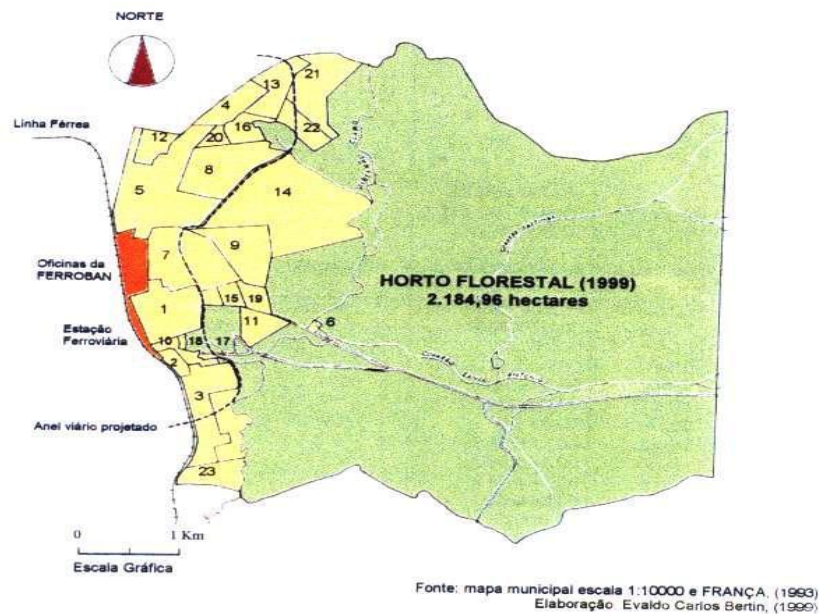 NORTE
Linha Férrea
21
13
4
12
20
16
22
8
5
14
Oficinas da
FERROBAN
7
9
HORTO FLORESTAL (1999)
2.184,96 hectares
15
19
1
11
6
Estação
Ferroviária
10
18
17
2
CÓRREGO SANTO ANTONIO
3
Anel viário projetado
23
0 1 Km
Escala Gráfica
Fonte: mapa municipal escala 1:10000 e FRANÇA, (1993)
Elaboração Evaldo Carlos Bertin, (1999)